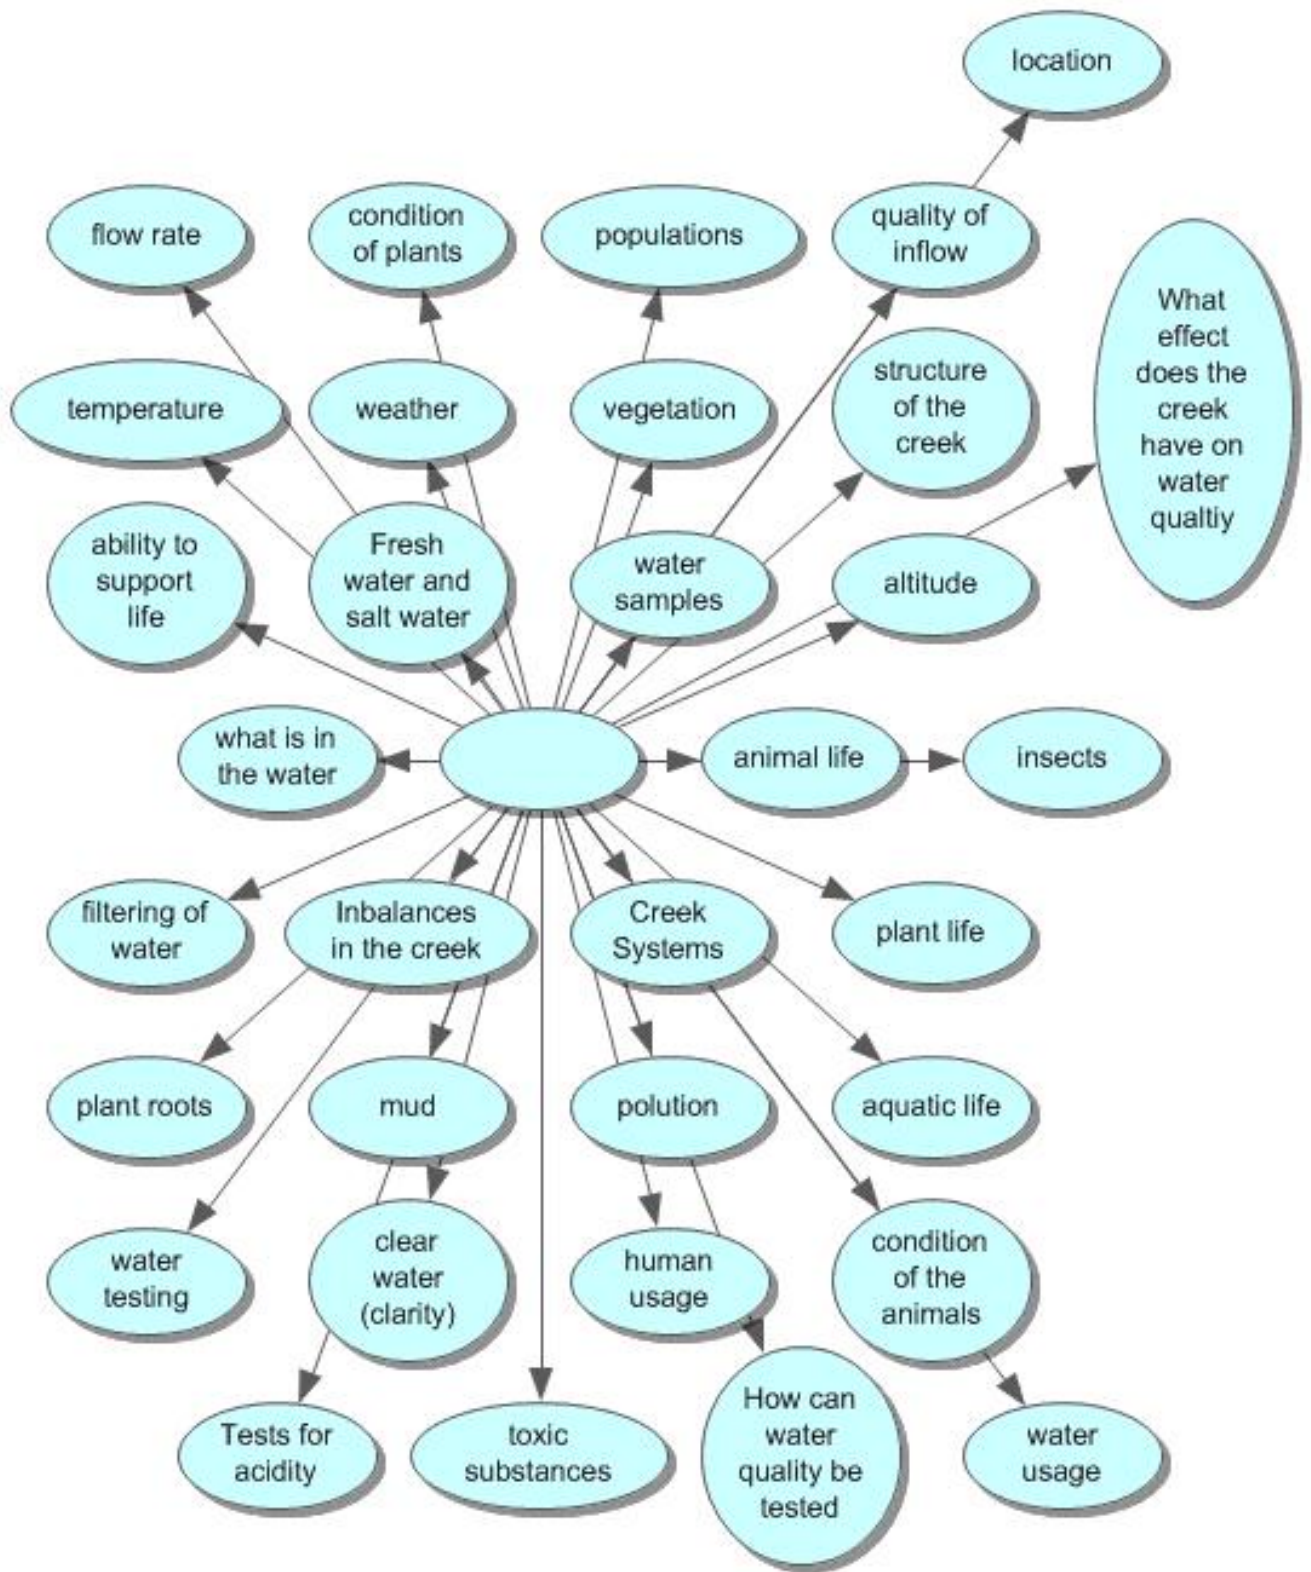 location
flow rate
condition
of plants
populations
quality of
inflow
What
effect
does the
creek
have on
water
qualtiy
temperature
weather
vegetation
structure
of the
creek
ability to
support
life
Fresh
water and
salt water
water
samples
altitude
what is in
the water
animal life
insects
filtering of
water
Inbalances
in the creek
Creek
Systems
plant life
plant roots
mud
polution
aquatic life
water
testing
clear
water
(clarity)
human
usage
condition
of the
animals
Tests for
acidity
toxic
substances
How can
water
quality be
tested
water
usage